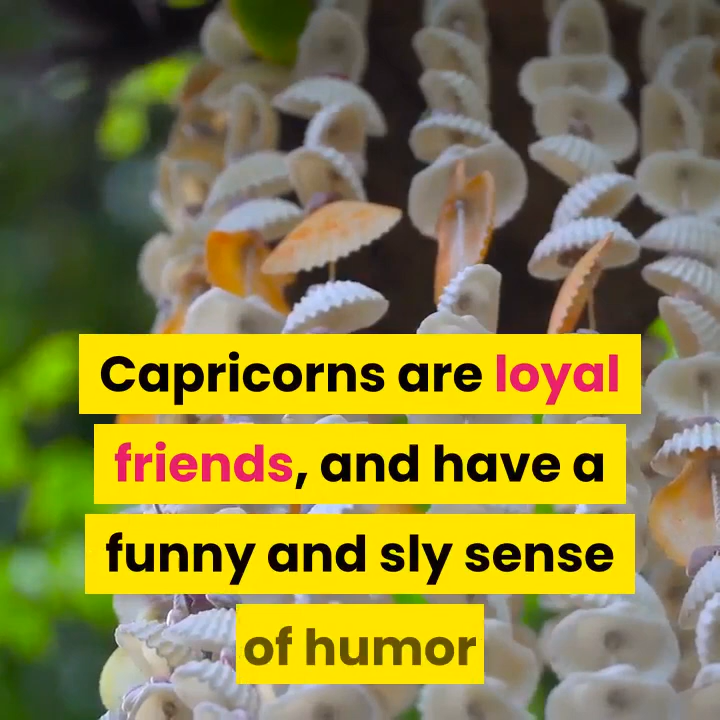 Capricorns are loyal
friends, and have a
funny and sly sense
of humor